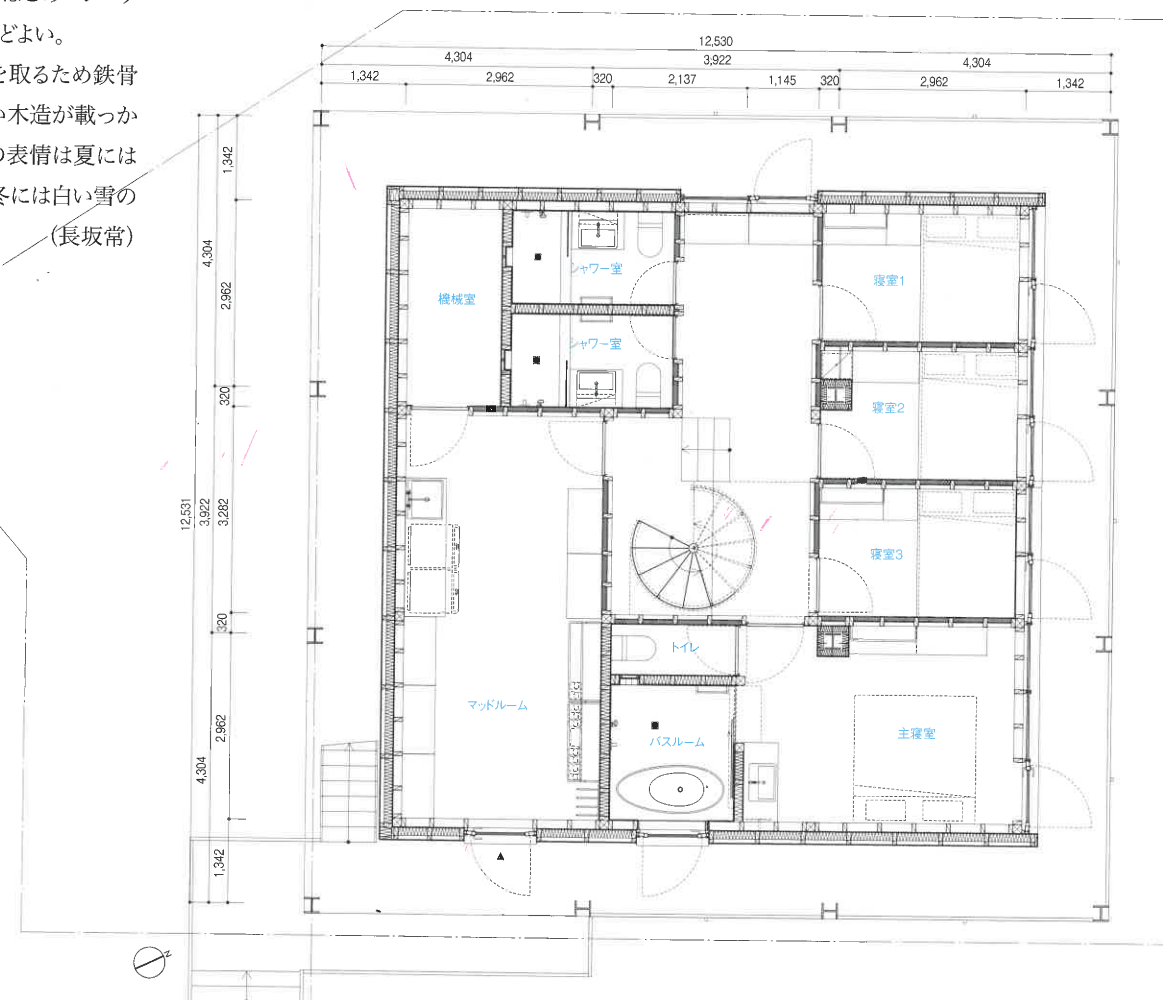 どよい。
を取るため鉄骨
い木造が載っか
の表情は夏には
冬には白い雪の
(長坂常)
12,530
4,304 3,922 4,304
1,342 2,962 320 2,137 1,145 320 2,962 1,342
1,342
4,304
2,962
320
12,531
3,922
3,282
320
2,962
4,304
1,342
機械室
シャワー室
シャワー室
寝室1
寝室2
寝室3
トイレ
マッドルーム
バスルーム
主寝室
N